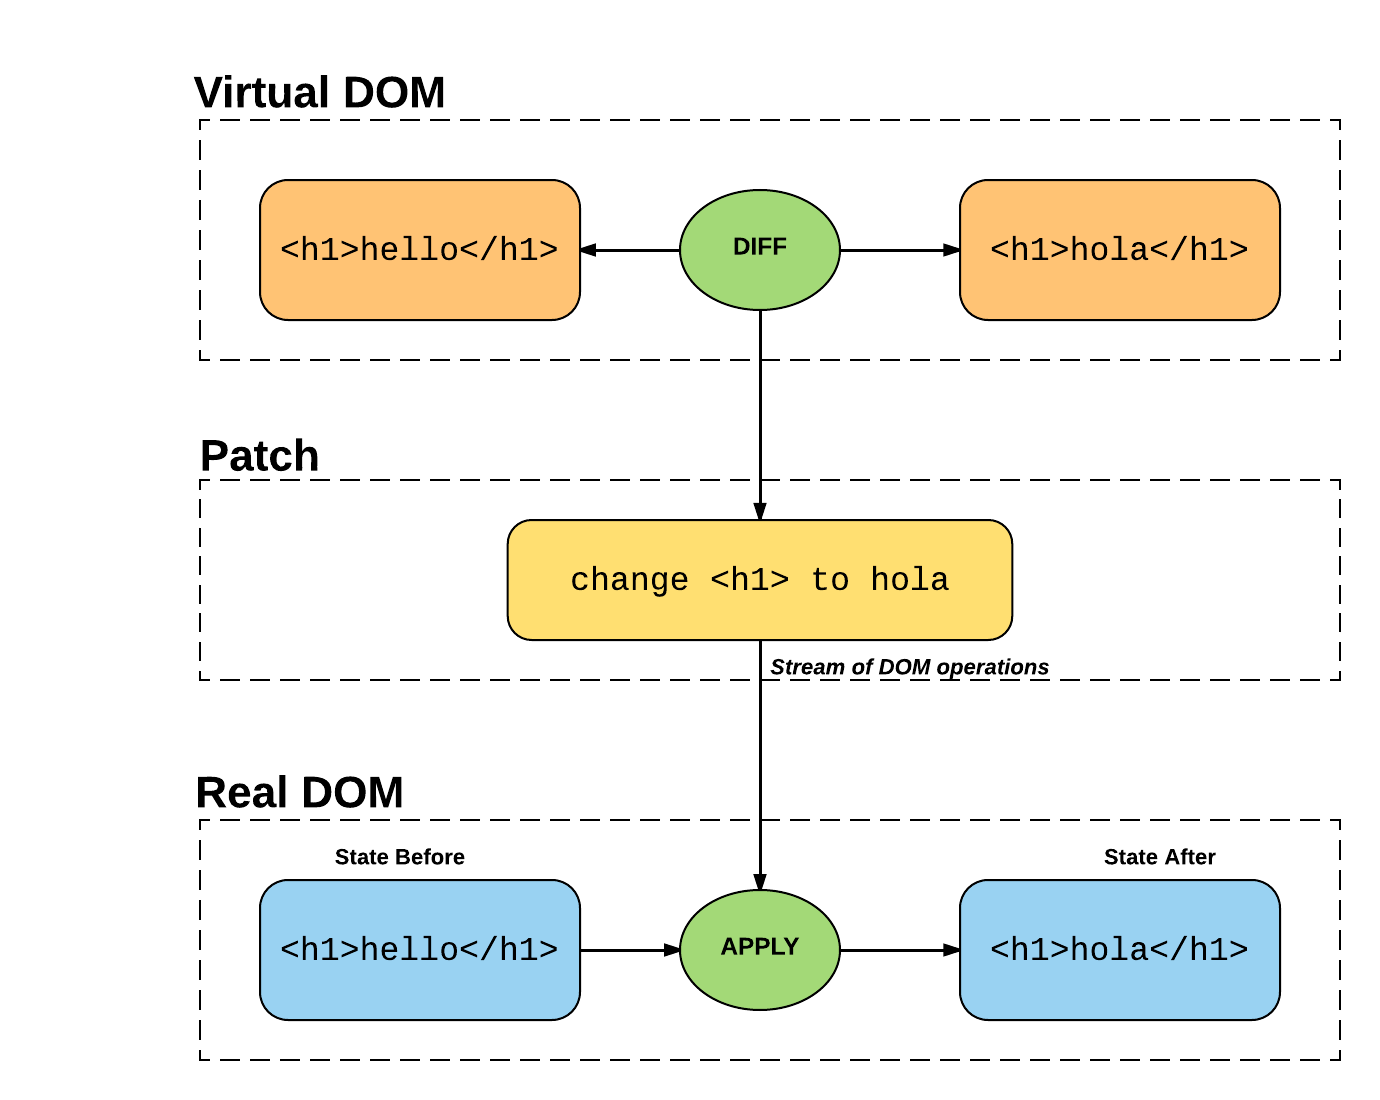 Virtual DOM
<h1>hello</h1>
DIFF
<h1>hola</h1>
Patch
change <h1> to hola
Stream of DOM operations
Real DOM
State Before
State After
<h1>hello</h1>
APPLY
<h1>hola</h1>